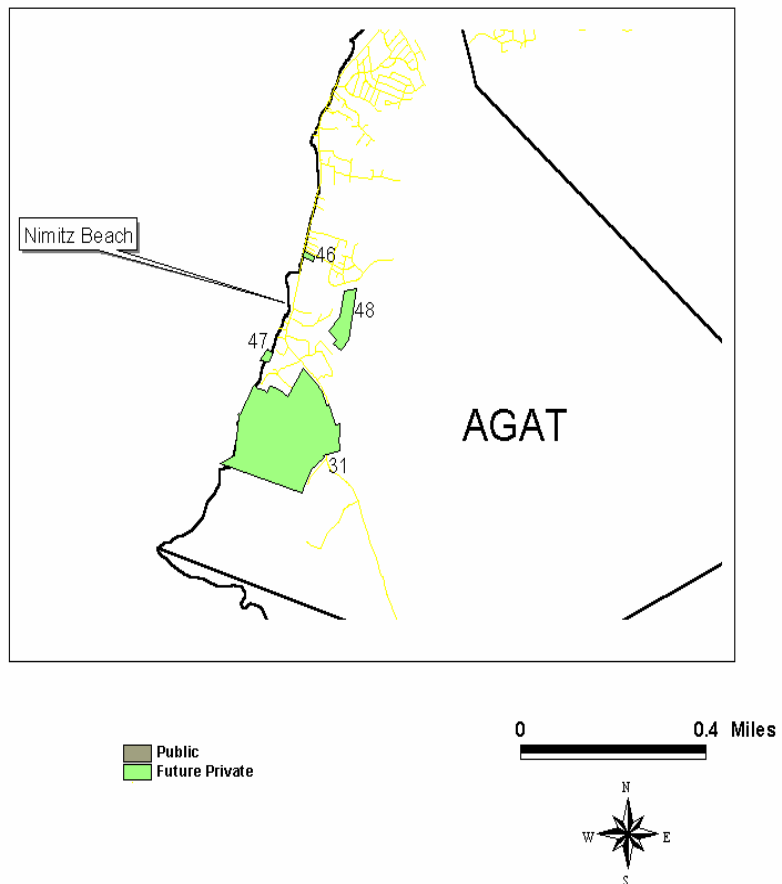 Nimitz Beach
46
48
47
AGAT
31
0 0.4 Miles
Public
Future Private
N
W E
S